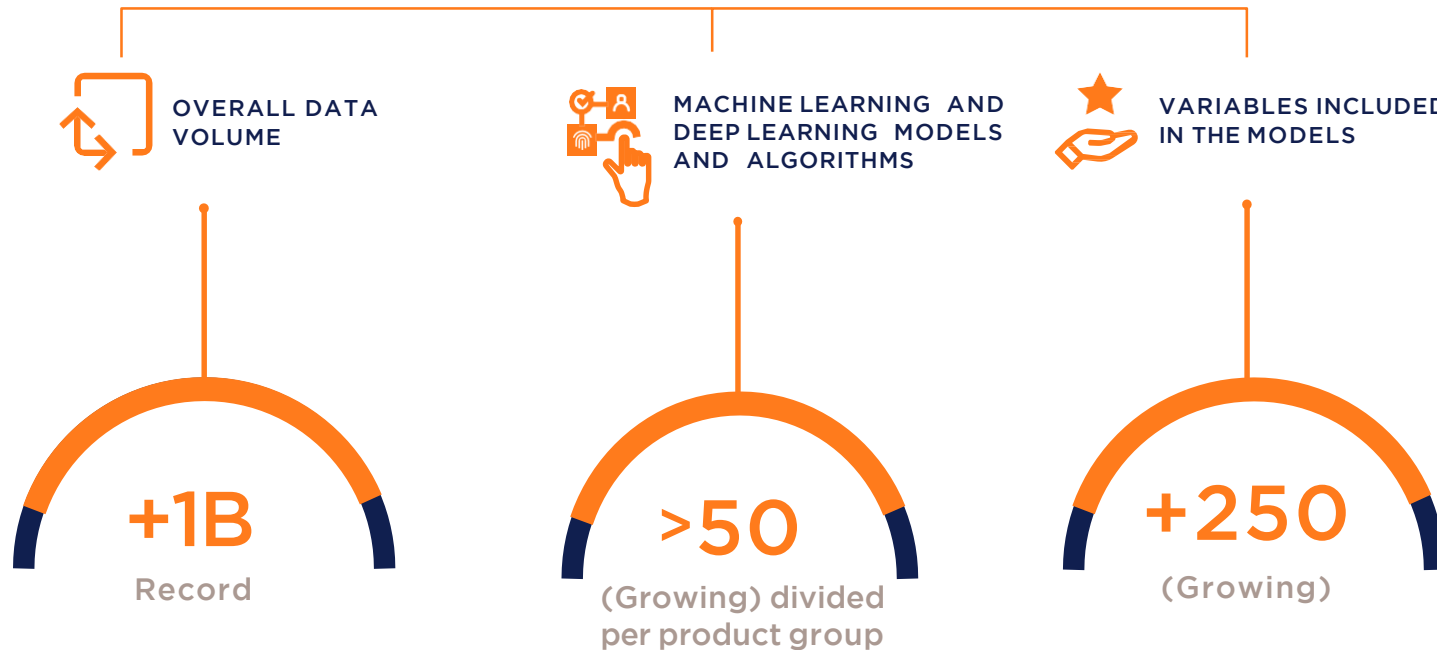 OVERALL DATA
VOLUME
MACHINE LEARNING AND
DEEP LEARNING MODELS
AND ALGORITHMS
VARIABLES INCLUDED
IN THE MODELS
+1B
Record
>50
(Growing) divided
per product group
+250
(Growing)